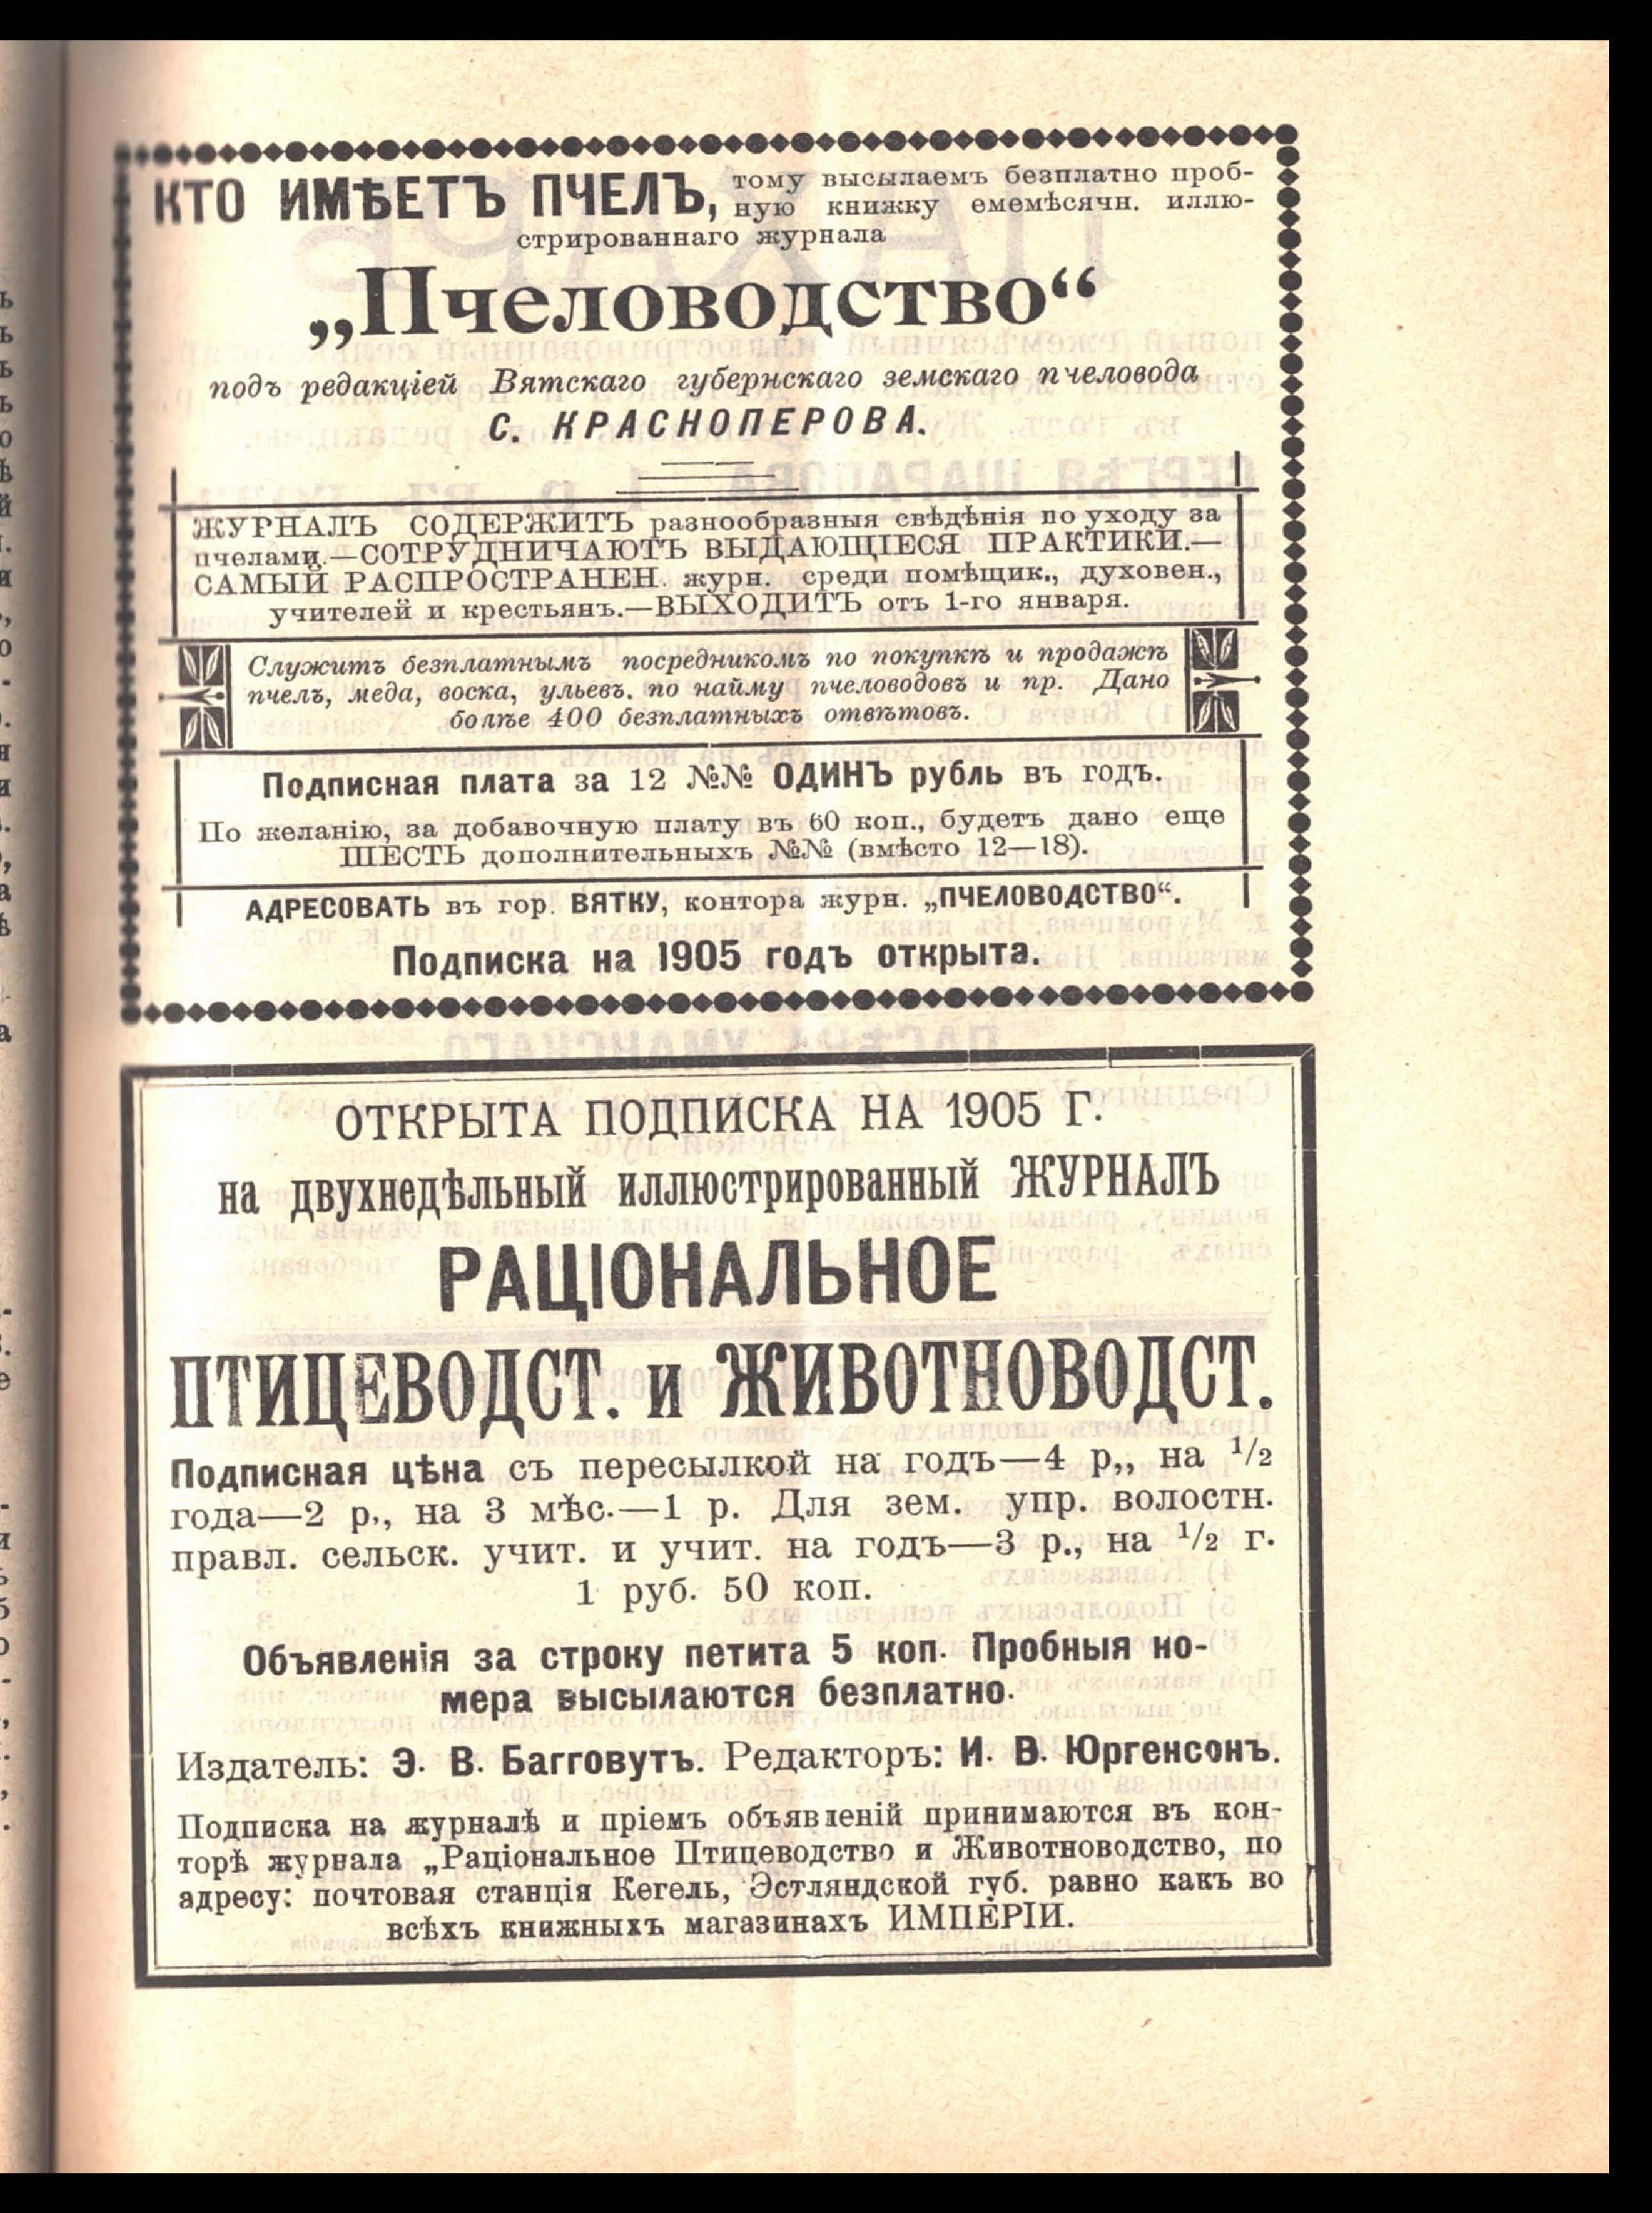 КТО ИМѢЕТЪ ПЧЕЛЪ, тому высылаемъ безплатно проб-
ную книжку емемѣсячн. иллю-
стрированнаго журнала
„Пчеловодство“
подъ редакціей Вятскаго губернскаго земскаго пчеловода
С. КРАСНОПЕРОВА.
ЖУРНАЛЪ СОДЕРЖИТЪ разнообразныя свѣдѣнія по уходу за
пчелами.—СОТРУДНИЧАЮТЪ ВЫДАЮЩІЕСЯ ПРАКТИКИ.—
САМЫЙ РАСПРОСТРАНЕН. журн. среди помѣщик., духовен.,
учителей и крестьянъ.—ВЫХОДИТЪ отъ 1-го января.
Служитъ безплатнымъ посредникомъ по покупкѣ и продажѣ
пчелъ, меда, воска, ульевъ. по найму пчеловодовъ и пр. Дано
болѣе 400 безплатныхъ отвѣтовъ.
Подписная плата за 12 №№ ОДИНЪ рубль въ годъ.
По желанію, за добавочную плату въ 60 коп., будетъ дано еще
ШЕСТЬ дополнительныхъ №№ (вмѣсто 12—18).
АДРЕСОВАТЬ въ гор. ВЯТКУ, контора журн. „ПЧЕЛОВОДСТВО“.
Подписка на 1905 годъ открыта.
ОТКРЫТА ПОДПИСКА НА 1905 Г.
на двухнедѣльный иллюстрированный ЖУРНАЛЪ
РАЦІОНАЛЬНОЕ
ПТИЦЕВОДСТ. и ЖИВОТНОВОДСТ.
Подписная цѣна съ пересылкой на годъ—4 р,, на 1/2
года—2 р., на 3 мѣс.—1 р. Для зем. упр. волостн.
правл. сельск. учит. и учит. на годъ—3 р., на 1/2 г.
1 руб. 50 коп.
Объявленія за строку петита 5 коп. Пробныя но-
мера высылаются безплатно.
Издатель: Э. В. Багговутъ. Редакторъ: И. В. Юргенсонъ.
Подписка на журналѣ и пріемъ объявленій принимаются въ кон-
торѣ журнала „Раціональное Птицеводство и Животноводство, по
адресу: почтовая станція Кегель, Эстляндской губ. равно какъ во
всѣхъ книжныхъ магазинахъ ИМПЕРІИ.